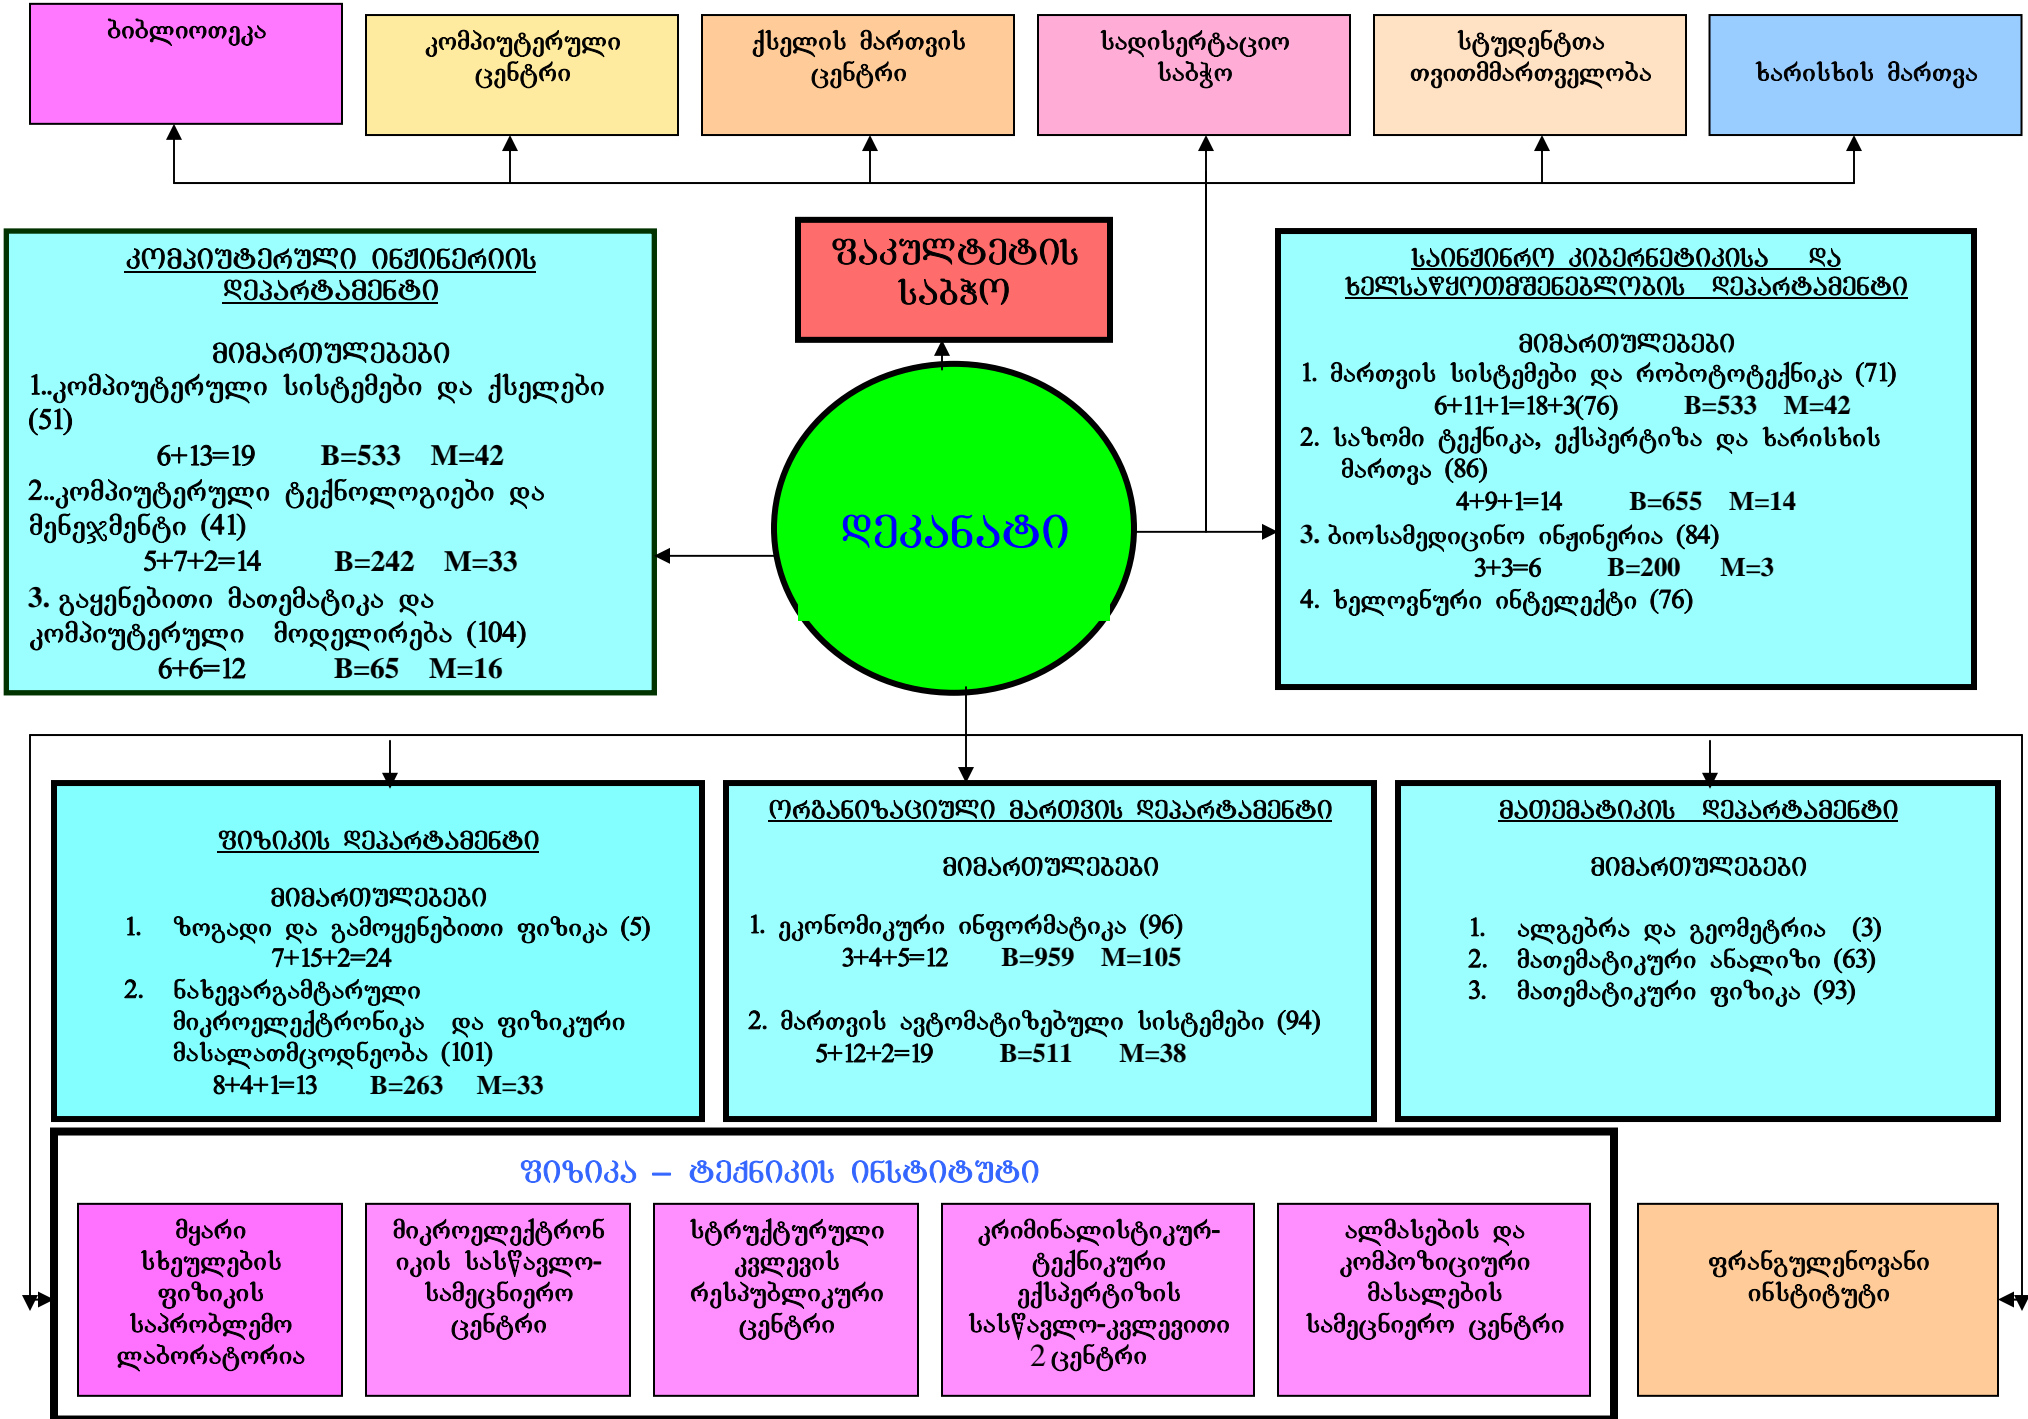 ბიბლიოთეკა
კომპიუტერული
ცენტრი
ქსელის მართვის
ცენტრი
სადისერტაციო
საბჭო
სტუდენტთა
თვითმმართველობა
ხარისხის მართვა
ფაკულტეტის
საბჭო
კომპიუტერული ინჟინერიის
დეპარტამენტი
მიმართულებები
1..კომპიუტერული სისტემები და ქსელები
(51)
6+13=19 B=533 M=42
2..კომპიუტერული ტექნოლოგიები და
მენეჯმენტი (41)
5+7+2=14 B=242 M=33
3. გაყენებითი მათემატიკა და
კომპიუტერული მოდელირება (104)
6+6=12 B=65 M=16
დეკანატი
საინჟინრო კიბერნეტიკისა და
ხელსაწყოთმშენებლობის დეპარტამენტი
მიმართულებები
1. მართვის სისტემები და რობოტოტექნიკა (71)
6+11+1=18+3(76) B=533 M=42
2. საზომი ტექნიკა, ექსპერტიზა და ხარისხის
მართვა (86)
4+9+1=14 B=655 M=14
3. ბიოსამედიცინო ინჟინერია (84)
3+3=6 B=200 M=3
4. ხელოვნური ინტელექტი (76)
ფიზიკის დეპარტამენტი
მიმართულებები
1. ზოგადი და გამოყენებითი ფიზიკა (5)
7+15+2=24
2. ნახევარგამტარული
მიკროელექტრონიკა და ფიზიკური
მასალათმცოდნეობა (101)
8+4+1=13 B=263 M=33
ორგანიზაციული მართვის დეპარტამენტი
მიმართულებები
1. ეკონომიკური ინფორმატიკა (96)
3+4+5=12 B=959 M=105
2. მართვის ავტომატიზებული სისტემები (94)
5+12+2=19 B=511 M=38
მათემატიკის დეპარტამენტი
მიმართულებები
1. ალგებრა და გეომეტრია (3)
2. მათემატიკური ანალიზი (63)
3. მათემატიკური ფიზიკა (93)
ფიზიკა – ტექნიკის ინსტიტუტი
მყარი
სხეულების
ფიზიკის
საპრობლემო
ლაბორატორია
მიკროელექტრონ
იკის სასწავლო-
სამეცნიერო
ცენტრი
სტრუქტურული
კვლევის
რესპუბლიკური
ცენტრი
კრიმინალისტიკურ-
ტექნიკური
ექსპერტიზის
სასწავლო-კვლევითი
2 ცენტრი
ალმასების და
კომპოზიციური
მასალების
სამეცნიერო ცენტრი
ფრანგულენოვანი
ინსტიტუტი